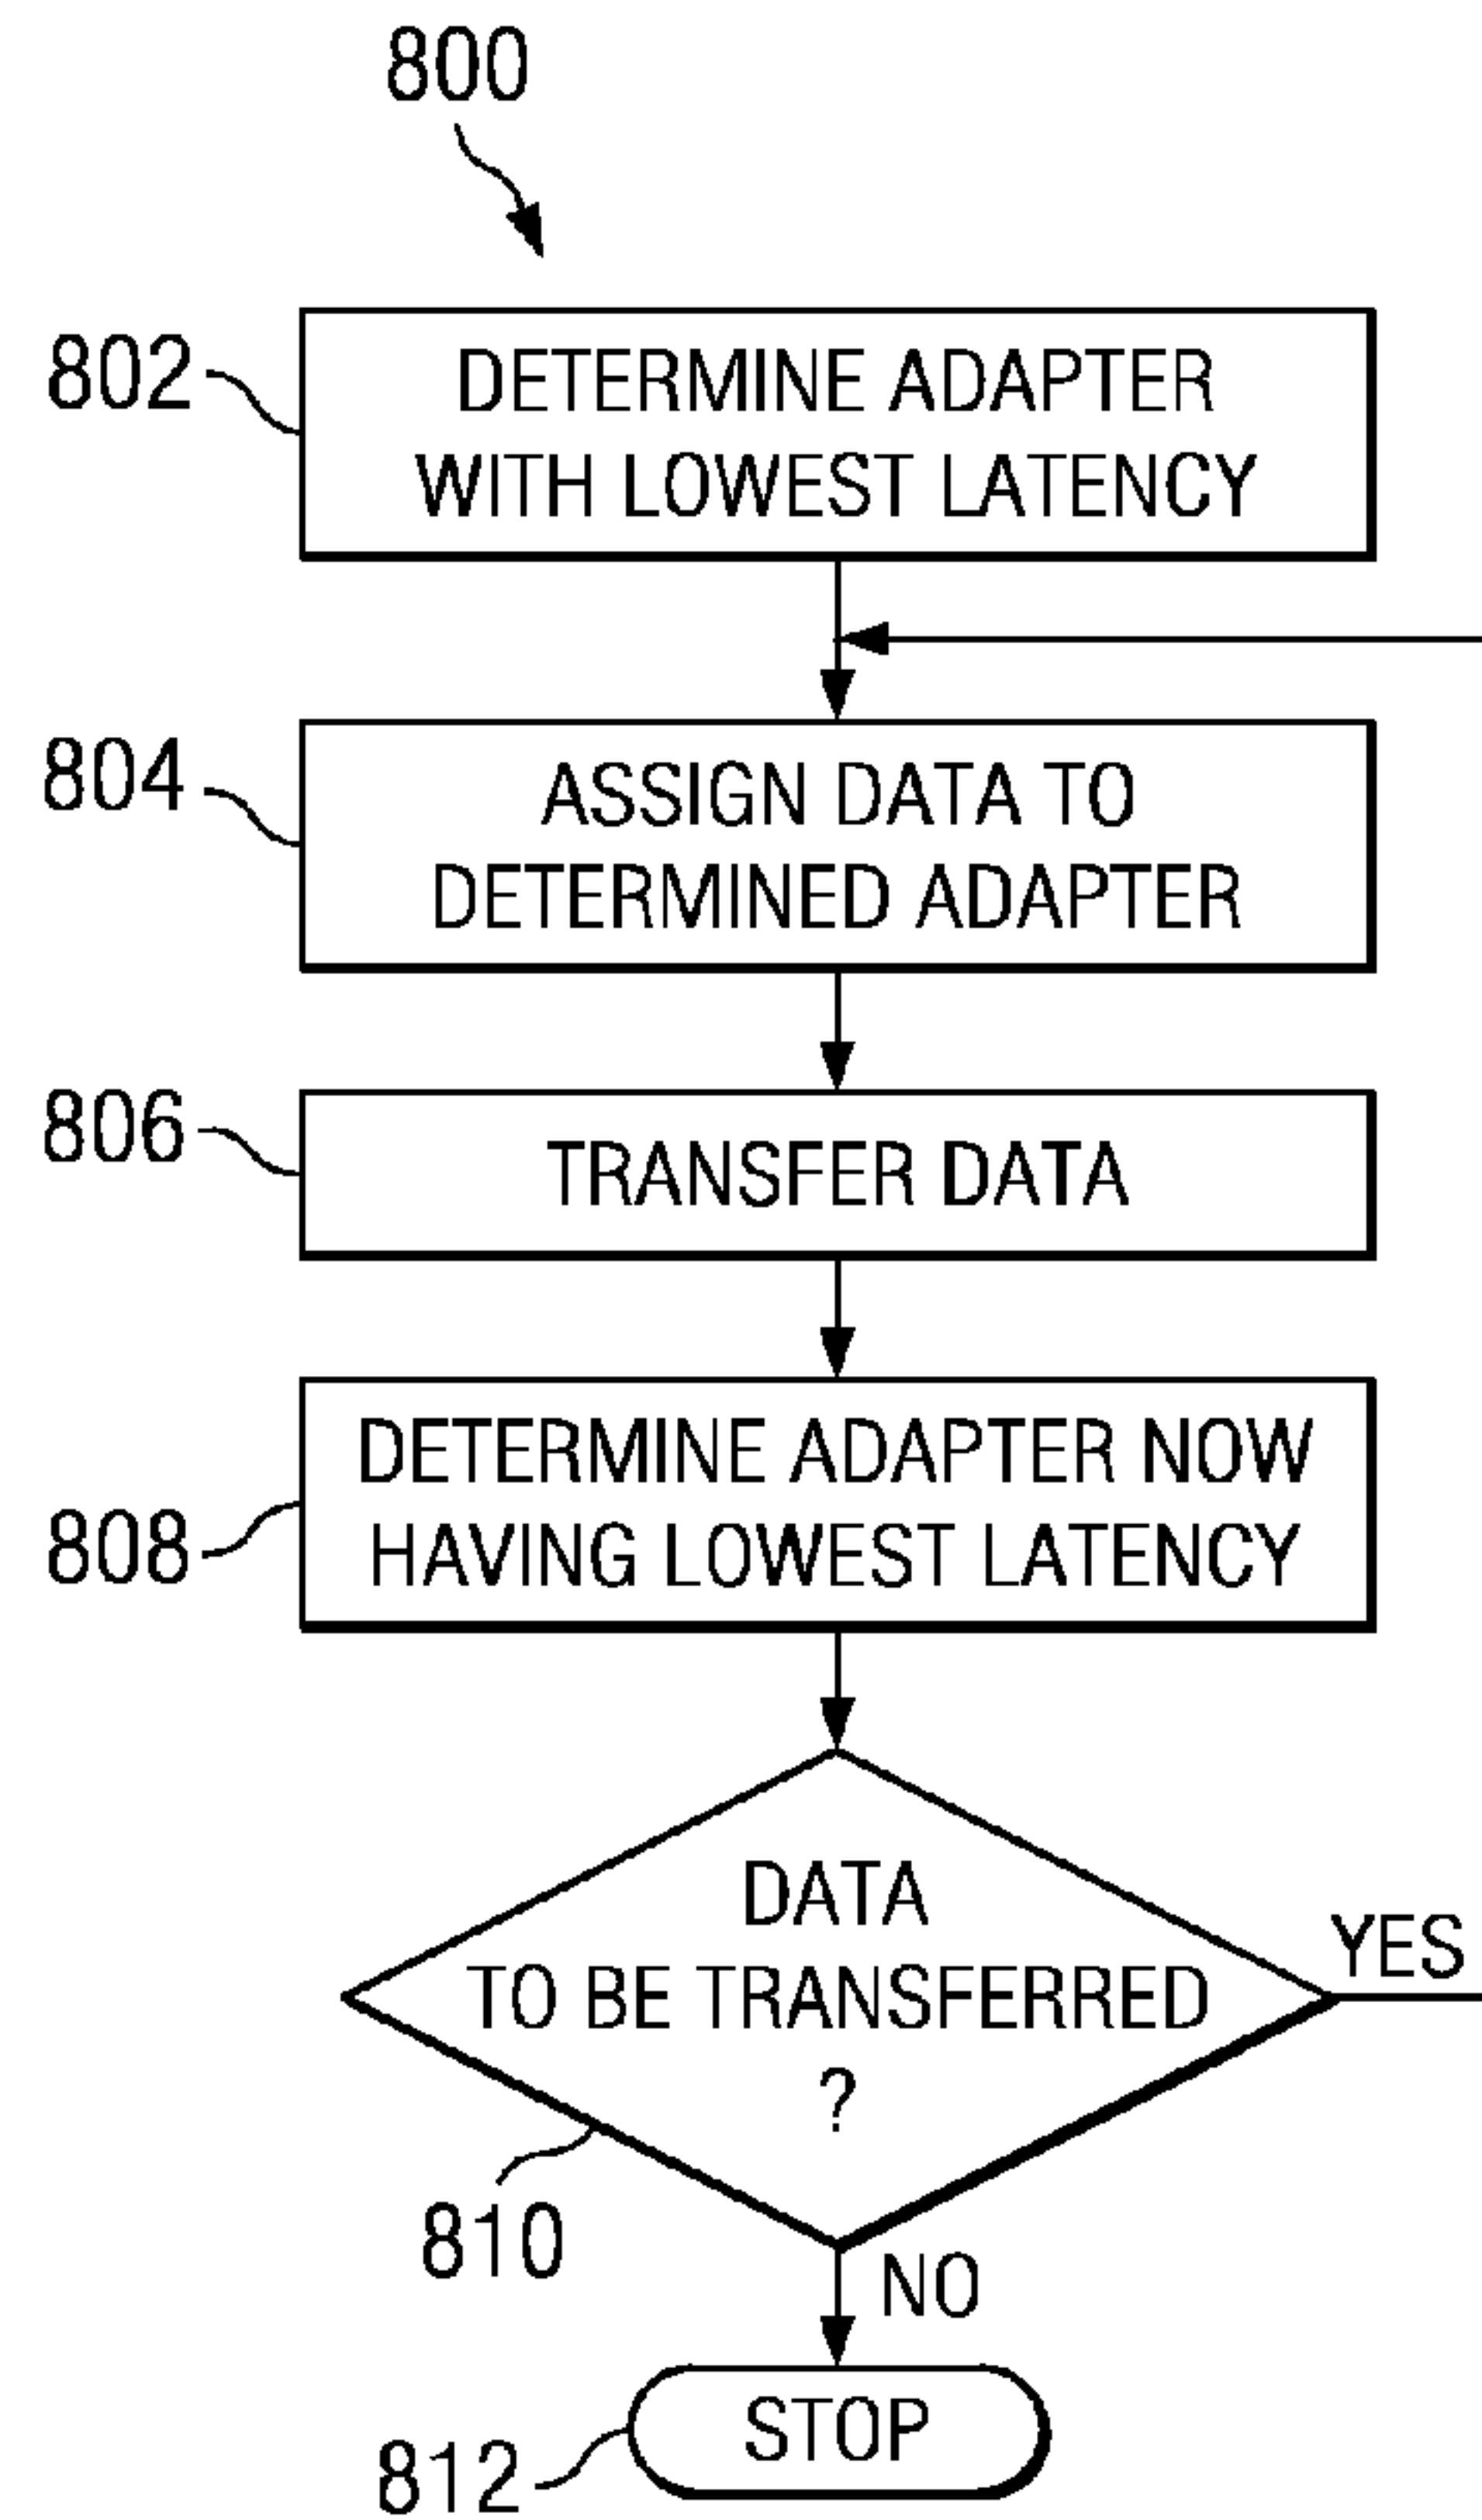 800
802
DETERMINE ADAPTER
WITH LOWEST LATENCY
804
ASSIGN DATA TO
DETERMINED ADAPTER
806
TRANSFER DATA
808
DETERMINE ADAPTER NOW
HAVING LOWEST LATENCY
DATA
TO BE TRANSFERRED
?
YES
810
NO
STOP
812